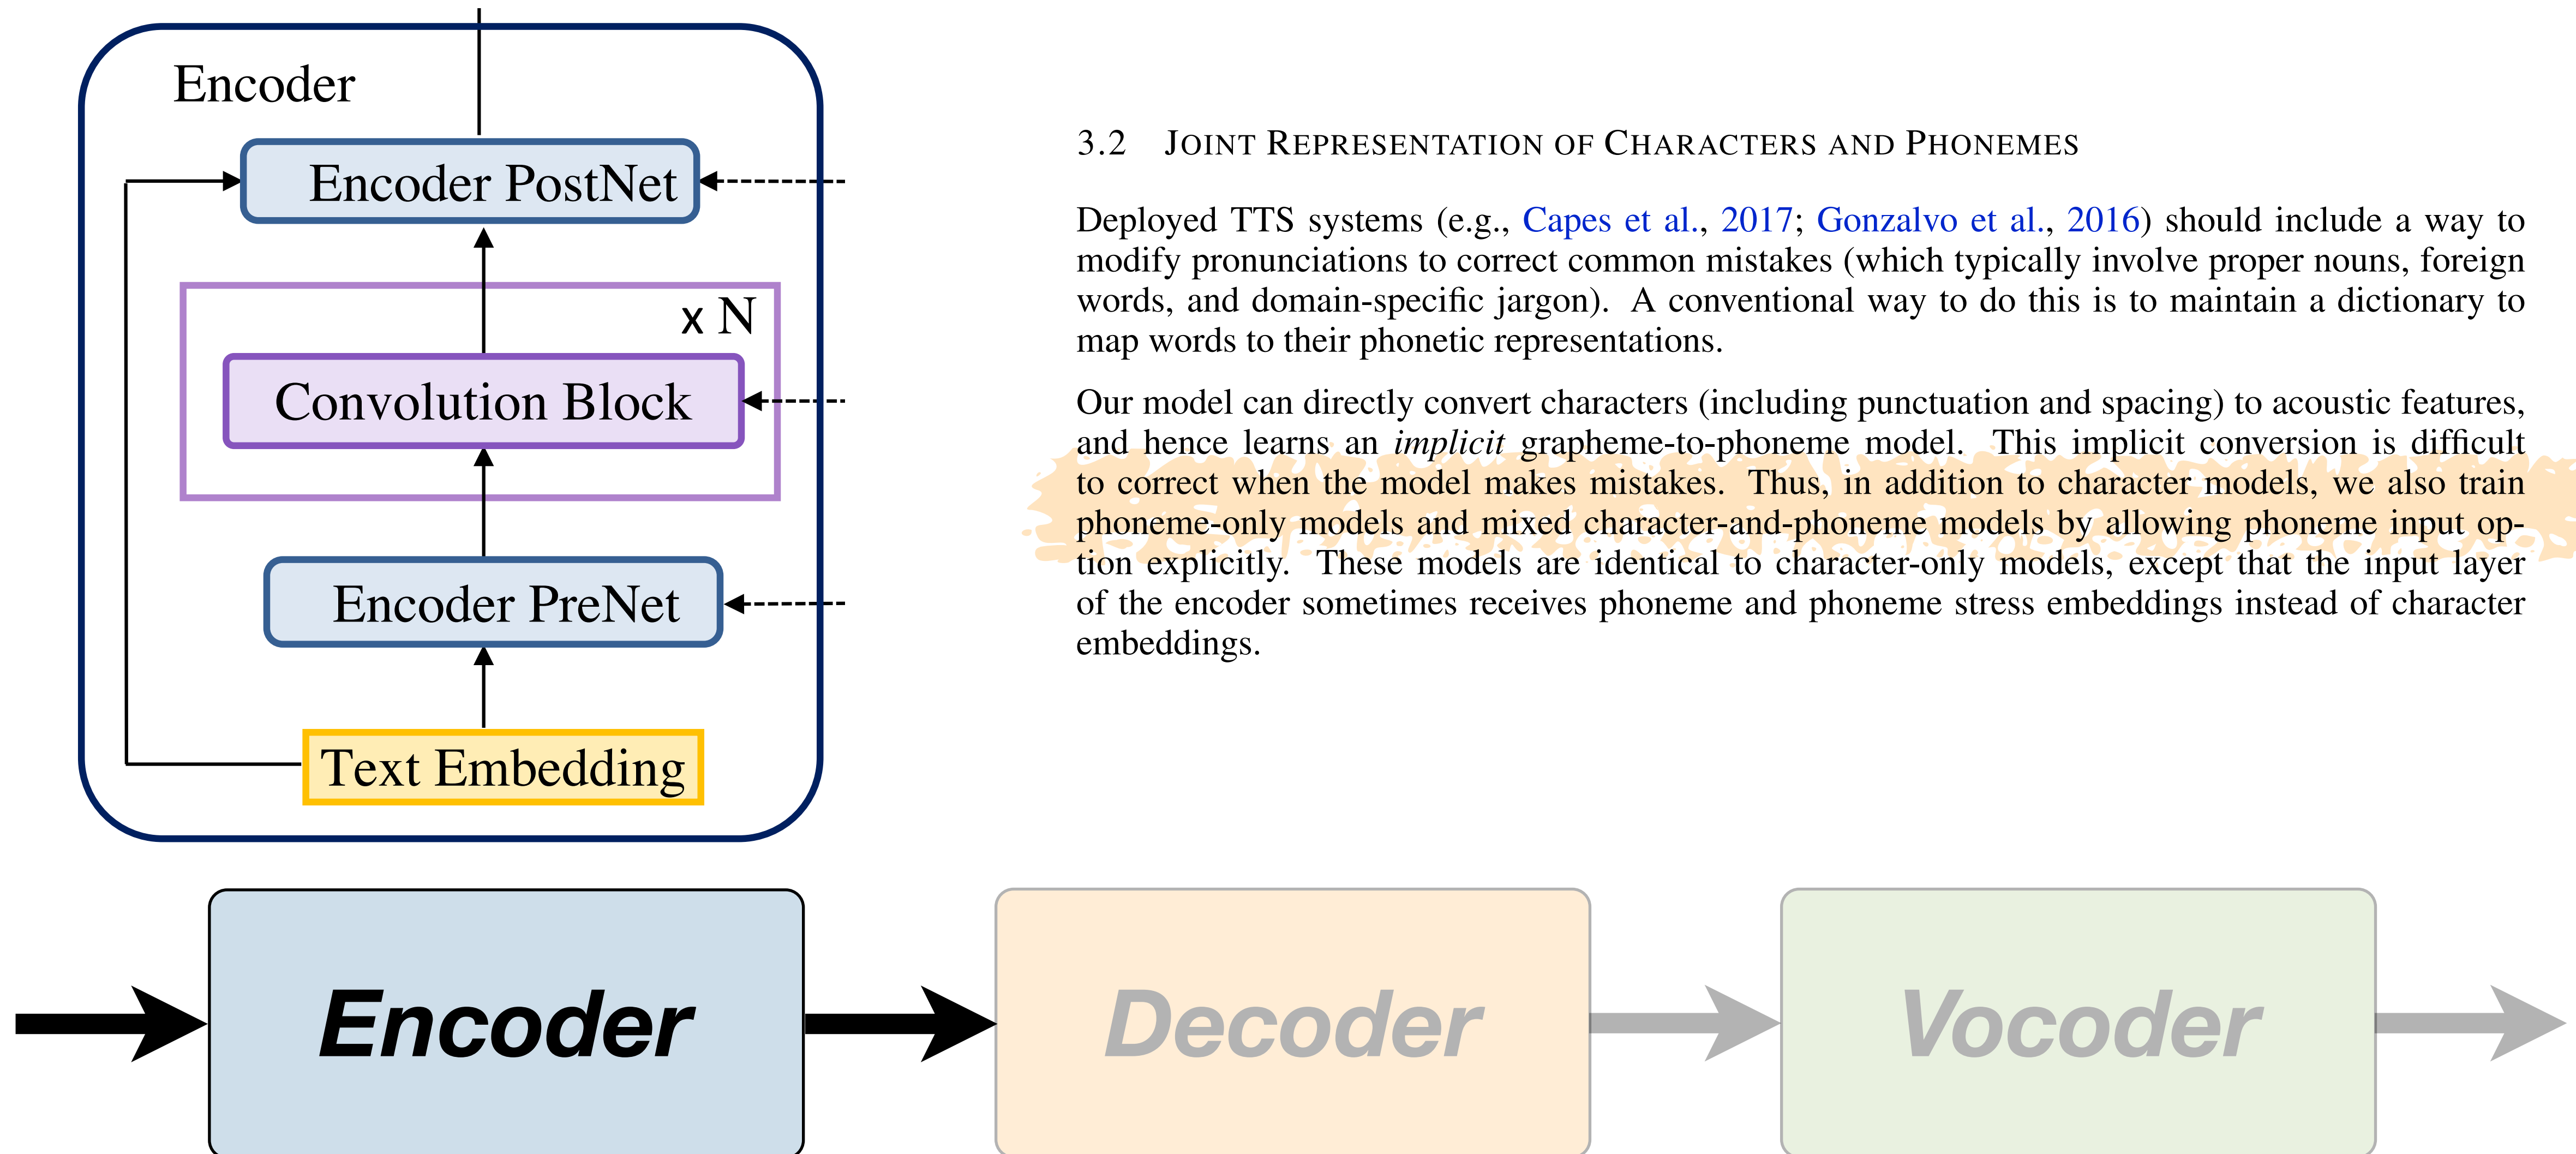 Encoder
Encoder PostNet
x N
Convolution Block
Encoder PreNet
Text Embedding
3.2 JOINT REPRESENTATION OF CHARACTERS AND PHONEMES
Deployed TTS systems (e.g., Capes et al., 2017; Gonzalvo et al., 2016) should include a way to
modify pronunciations to correct common mistakes (which typically involve proper nouns, foreign
words, and domain-specific jargon). A conventional way to do this is to maintain a dictionary to
map words to their phonetic representations.
Our model can directly convert characters (including punctuation and spacing) to acoustic features,
and hence learns an implicit grapheme-to-phoneme model. This implicit conversion is difficult
to correct when the model makes mistakes. Thus, in addition to character models, we also train
phoneme-only models and mixed character-and-phoneme models by allowing phoneme input op-
tion explicitly. These models are identical to character-only models, except that the input layer
of the encoder sometimes receives phoneme and phoneme stress embeddings instead of character
embeddings.
Encoder
Decoder
Vocoder